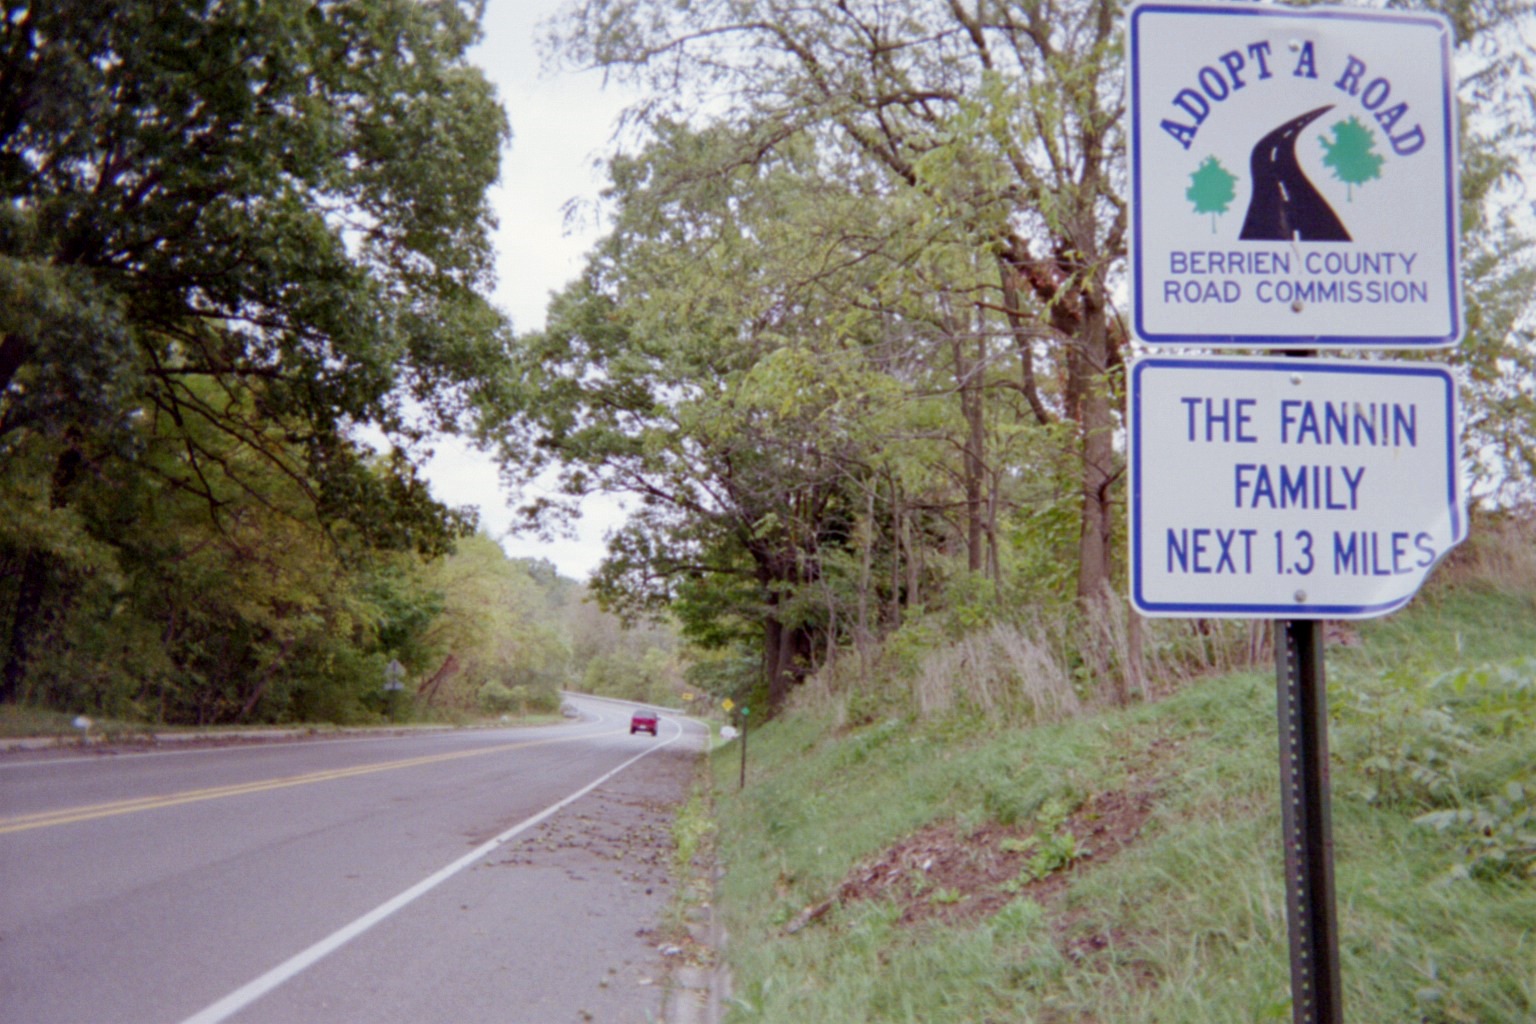 ADOPT A ROAD
BERRIEN COUNTY
ROAD COMMISSION
THE FANNIN
FAMILY
NEXT 1.3 MILES